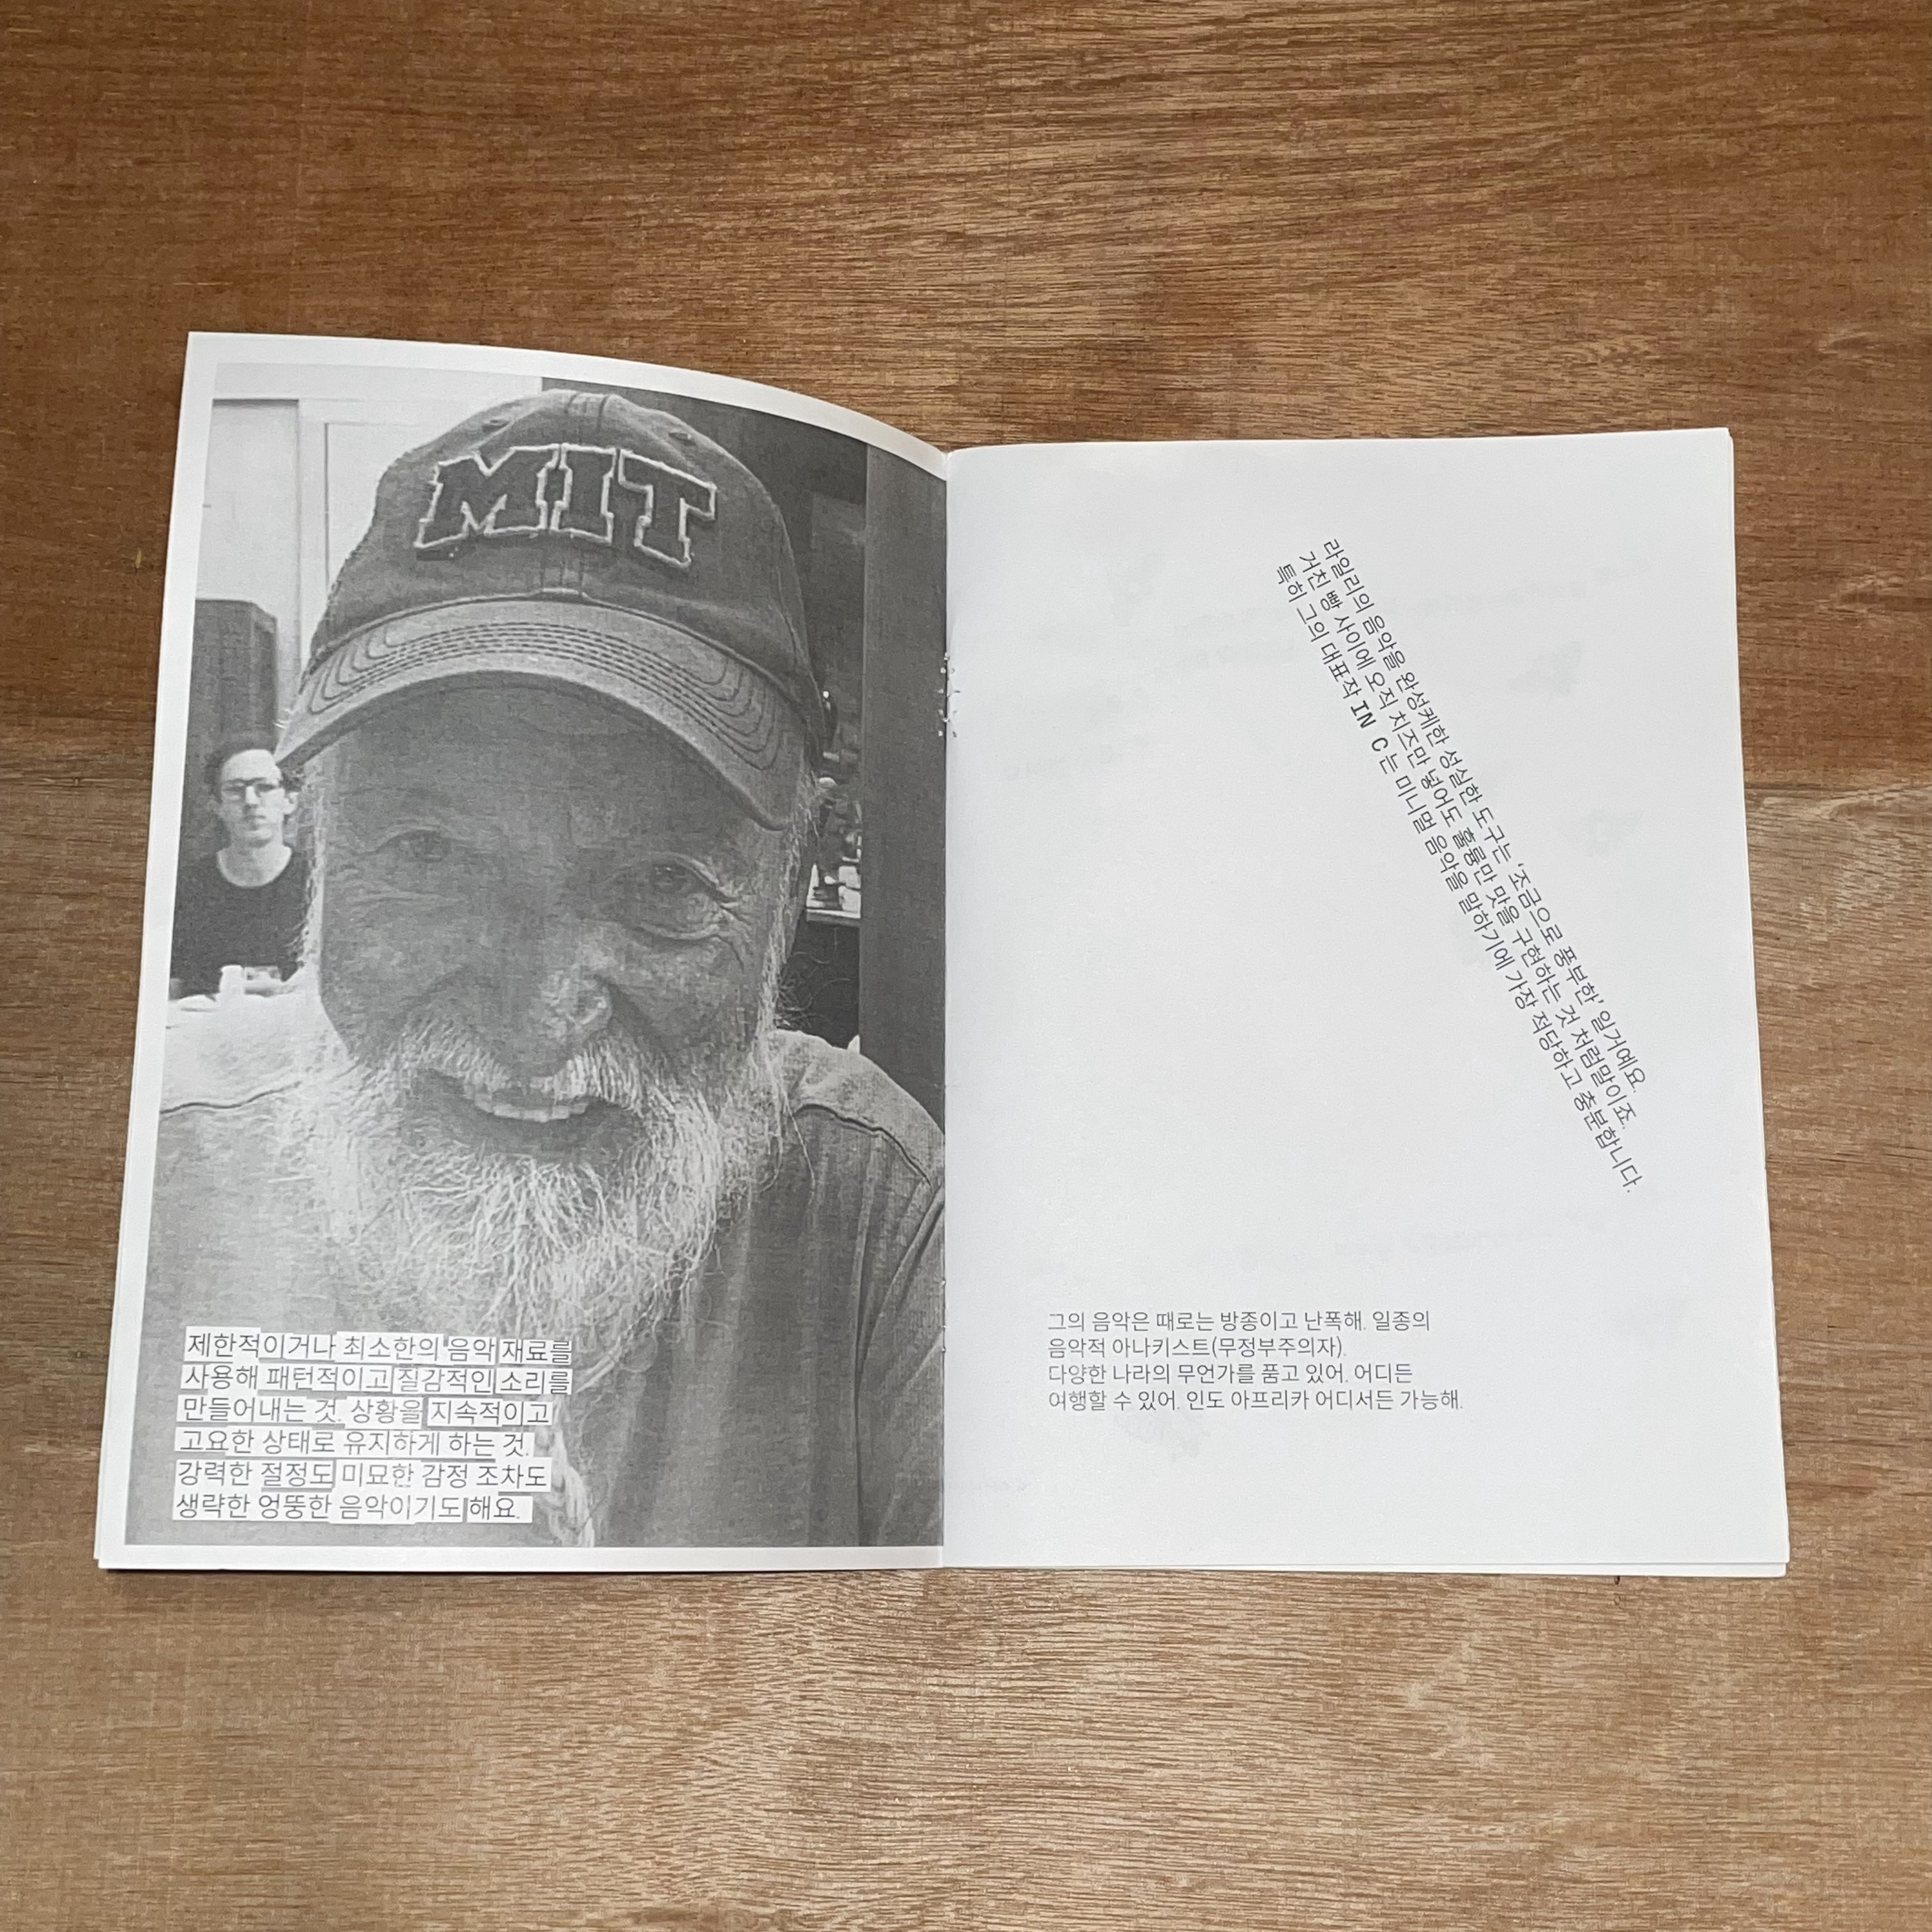 MIT
제한적이거나 최소한의 음악 재료를
사용해 패턴적이고 질감적인 소리를
만들어내는 것. 상황을 지속적이고
고요한 상태로 유지하게 하는 것.
강력한 절정도 미묘한 감정 조차도
생략한 엉뚱한 음악이기도 해요.
라일리의 음악을 완성케한 성실한 도구는 '조금으로 풍부한' 일거예요.
거친 빵 사이에 오직 치즈만 넣어도 훌륭만 맛을 구현하는 것 처럼말이죠.
특히 그의 대표작 IN C는 미니멀 음악을 말하기에 가장 적당하고 충분합니다.
그의 음악은 때로는 방종이고 난폭해. 일종의
음악적 아나키스트(무정부주의자).
다양한 나라의 무언가를 품고 있어. 어디든
여행할 수 있어. 인도 아프리카 어디서든 가능해.